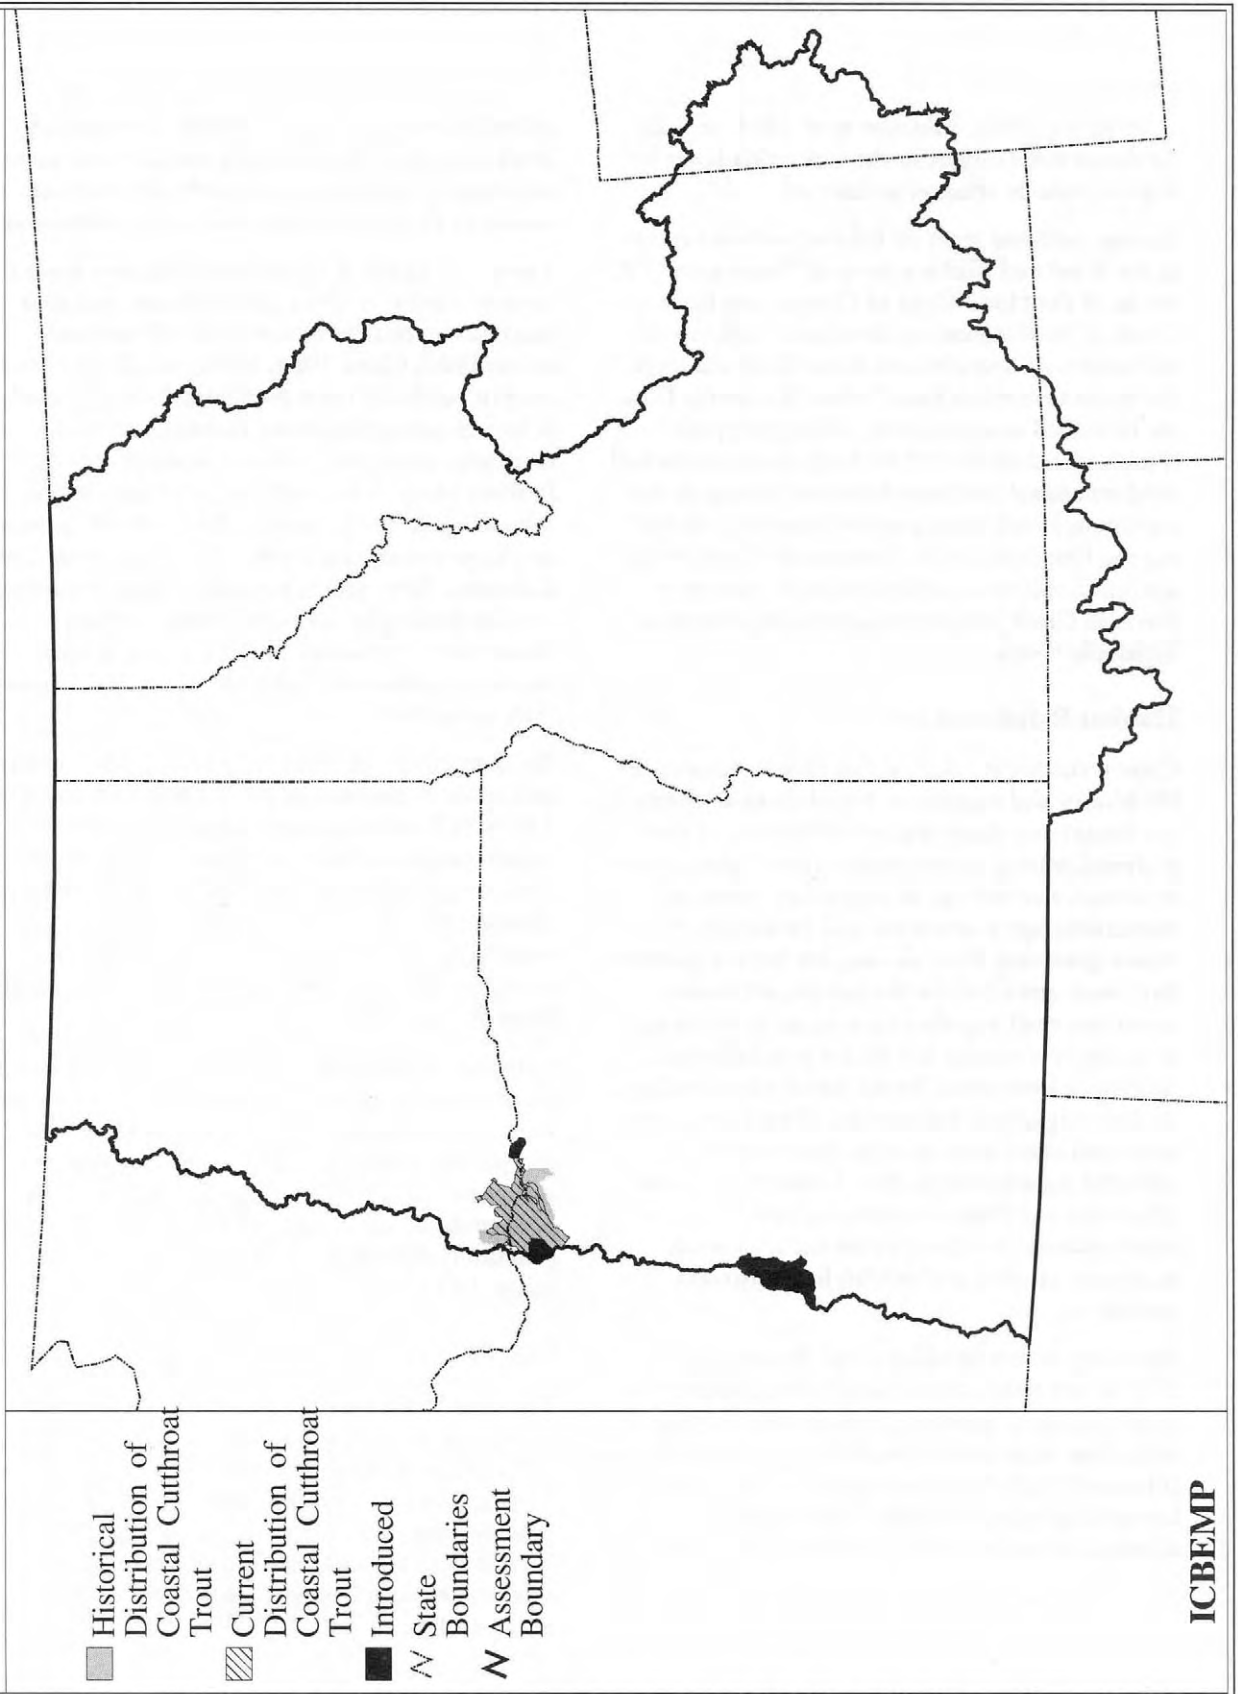 Historical
Distribution of
Coastal Cutthroat
Trout
Current
Distribution of
Coastal Cutthroat
Trout
Introduced
State
Boundaries
Assessment
Boundary
ICBEMP